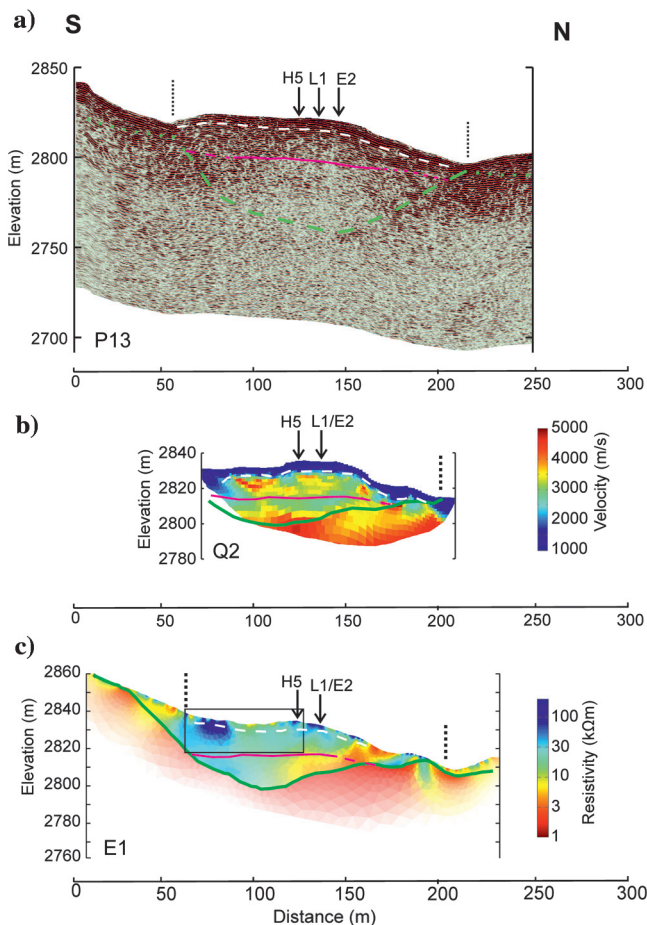 a)
S
N
H5 L1 E2
2850
2800
2750
2700
Elevation (m)
P13
0 50 100 150 200 250 300
b)
H5 L1/E2
2840
2820
2800
2780
Elevation (m)
Q2
5000
4000
3000
2000
1000
Velocity (m/s)
0 50 100 150 200 250 300
c)
H5 L1/E2
2860
2840
2820
2800
2780
2760
Elevation (m)
E1
100
30
10
3
1
Resistivity (kΩm)
0 50 100 150 200 250 300
Distance (m)